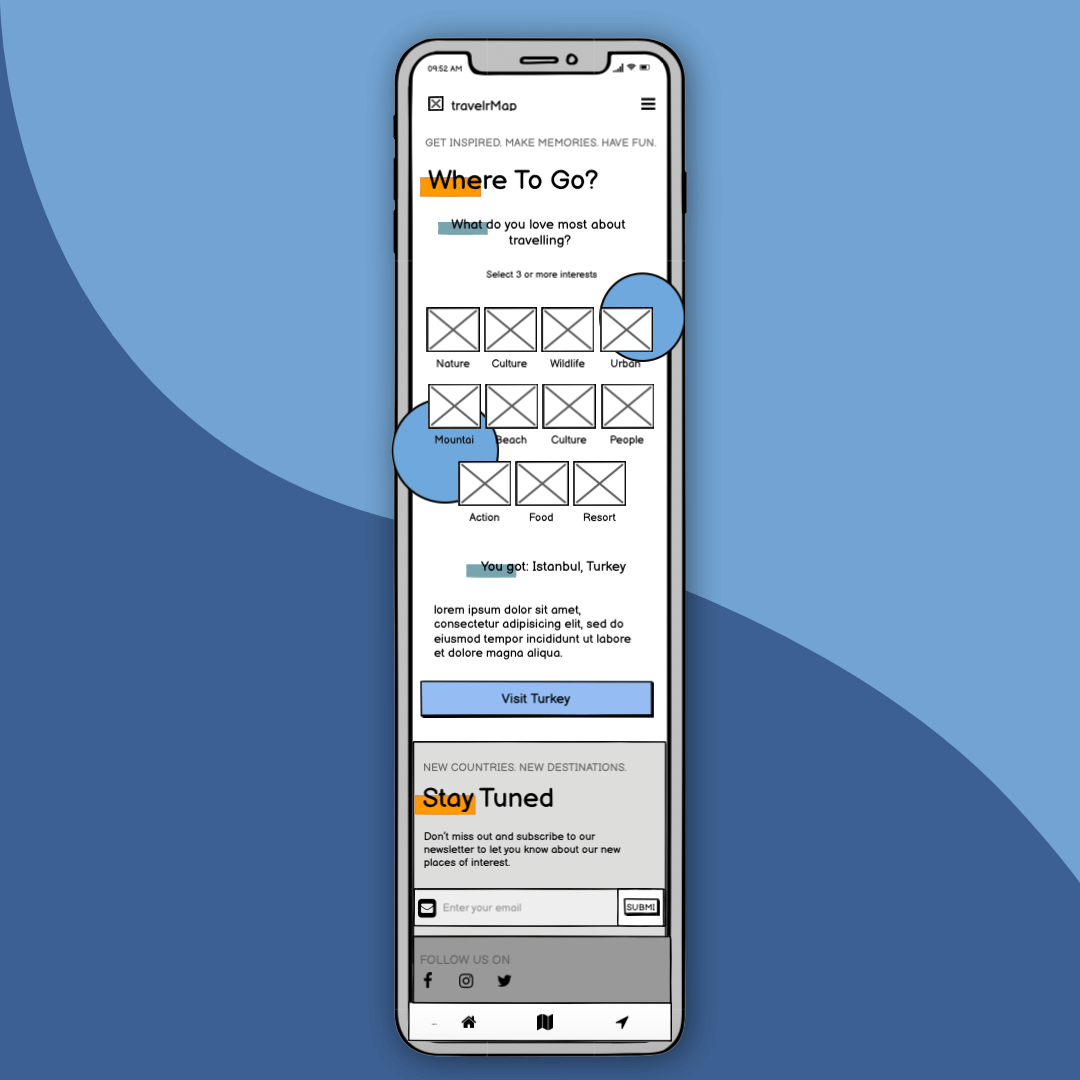 09:52 AM
travelrMap
GET INSPIRED. MAKE MEMORIES. HAVE FUN.
Where To Go?
What do you love most about
travelling?
Select 3 or more interests
Nature Culture Wildlife Urban
Mountai Beach Culture People
Action Food Resort
You got: Istanbul, Turkey
lorem ipsum dolor sit amet,
consectetur adipisicing elit, sed do
eiusmod tempor incididunt ut labore
et dolore magna aliqua.
Visit Turkey
NEW COUNTRIES. NEW DESTINATIONS.
Stay Tuned
Don't miss out and subscribe to our
newsletter to let you know about our new
places of interest.
Enter your email SUBMI
FOLLOW US ON